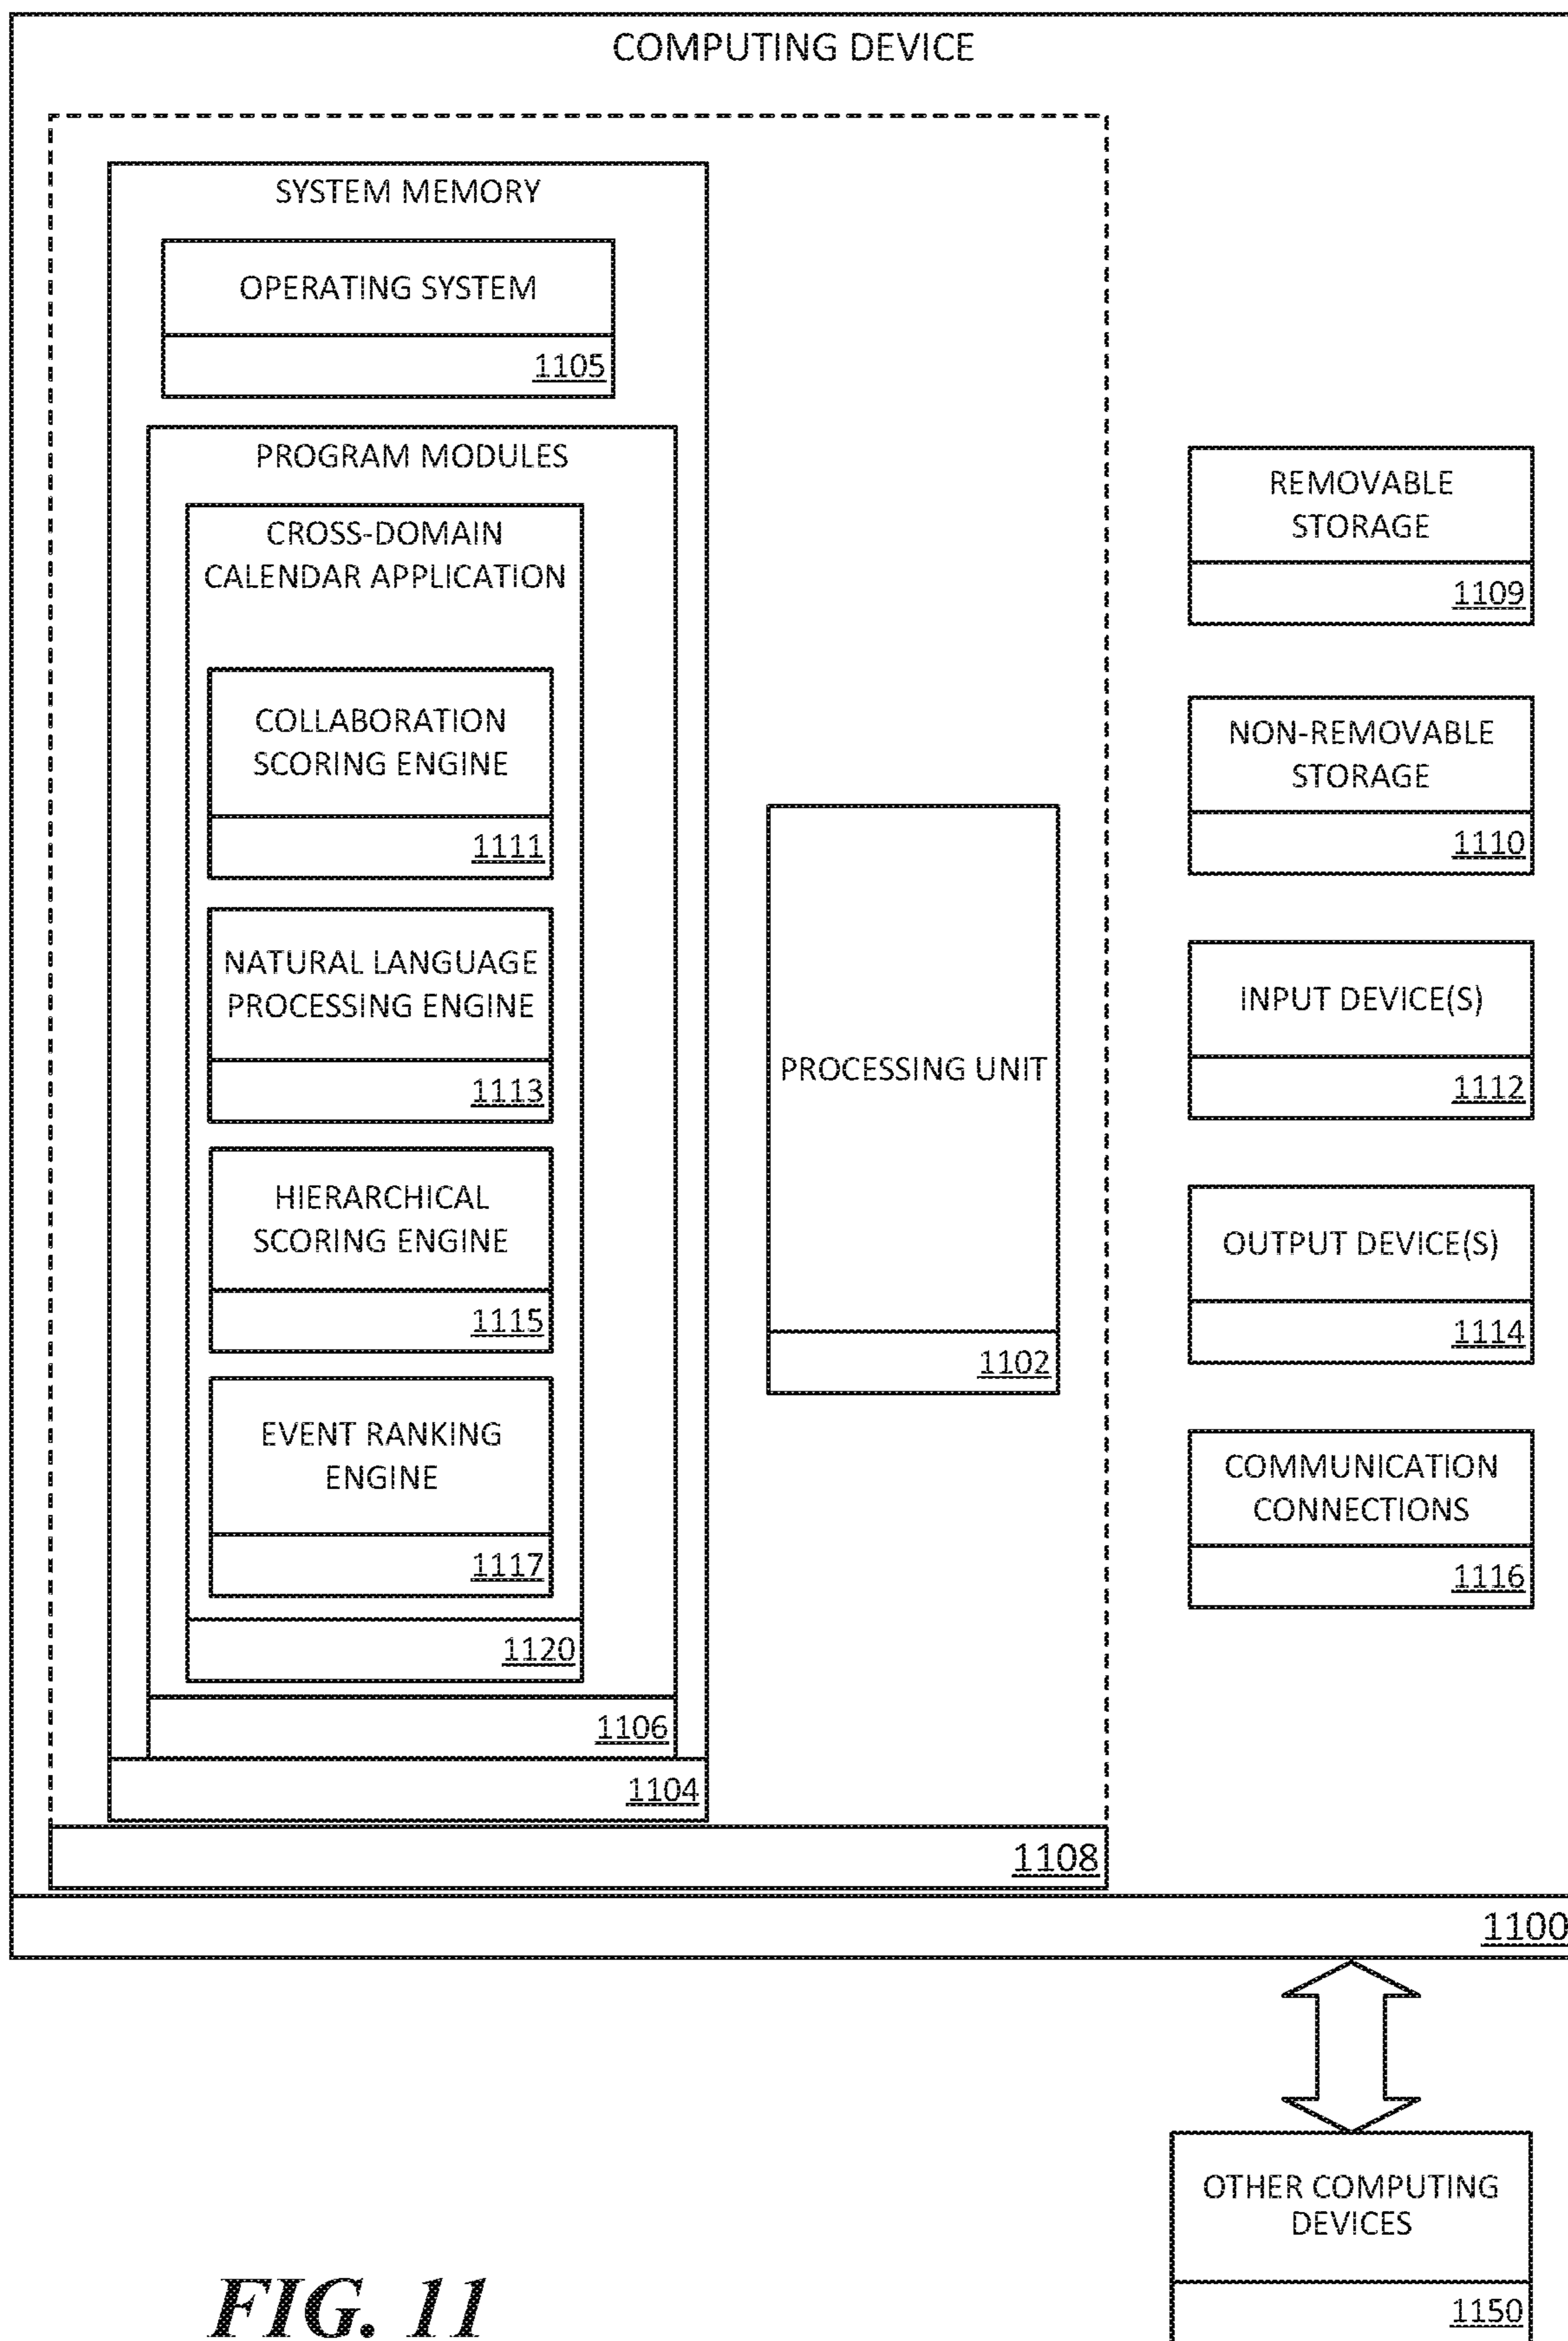 COMPUTING DEVICE
SYSTEM MEMORY
OPERATING SYSTEM
1105
PROGRAM MODULES
CROSS-DOMAIN
CALENDAR APPLICATION
COLLABORATION
SCORING ENGINE
1111
NATURAL LANGUAGE
PROCESSING ENGINE
1113
HIERARCHICAL
SCORING ENGINE
1115
EVENT RANKING
ENGINE
1117
1120
1106
1104
PROCESSING UNIT
1102
1108
REMOVABLE
STORAGE
1109
NON-REMOVABLE
STORAGE
1110
INPUT DEVICE(S)
1112
OUTPUT DEVICE(S)
1114
COMMUNICATION
CONNECTIONS
1116
1100
OTHER COMPUTING
DEVICES
1150
FIG. 11